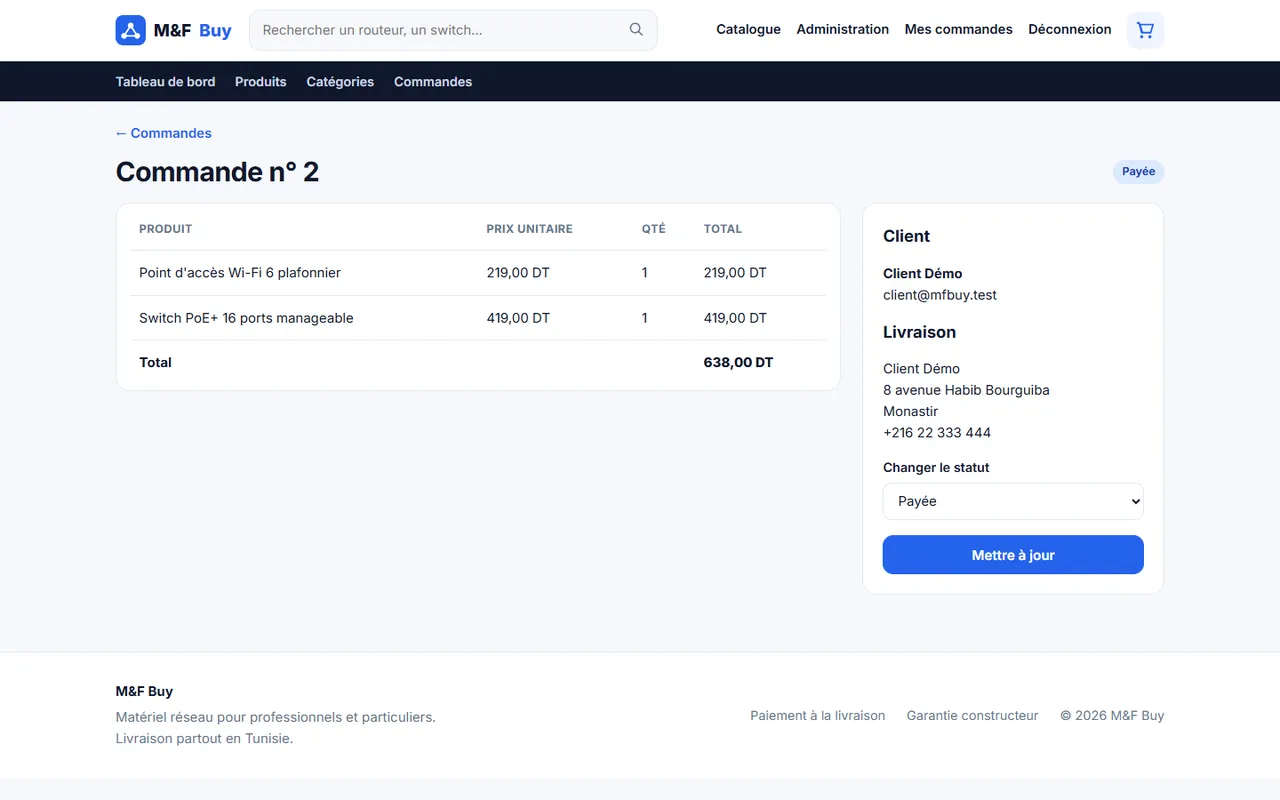 M&F Buy
Rechercher un routeur, un switch...
Catalogue Administration Mes commandes Déconnexion
Tableau de bord Produits Catégories Commandes
← Commandes
Commande n° 2
Payée
PRODUIT PRIX UNITAIRE QTÉ TOTAL
Point d'accès Wi-Fi 6 plafonnier 219,00 DT 1 219,00 DT
Switch PoE+ 16 ports manageable 419,00 DT 1 419,00 DT
Total 638,00 DT
Client
Client Démo
client@mfbuy.test
Livraison
Client Démo
8 avenue Habib Bourguiba
Monastir
+216 22 333 444
Changer le statut
Payée
Mettre à jour
M&F Buy
Matériel réseau pour professionnels et particuliers.
Livraison partout en Tunisie.
Paiement à la livraison Garantie constructeur © 2026 M&F Buy